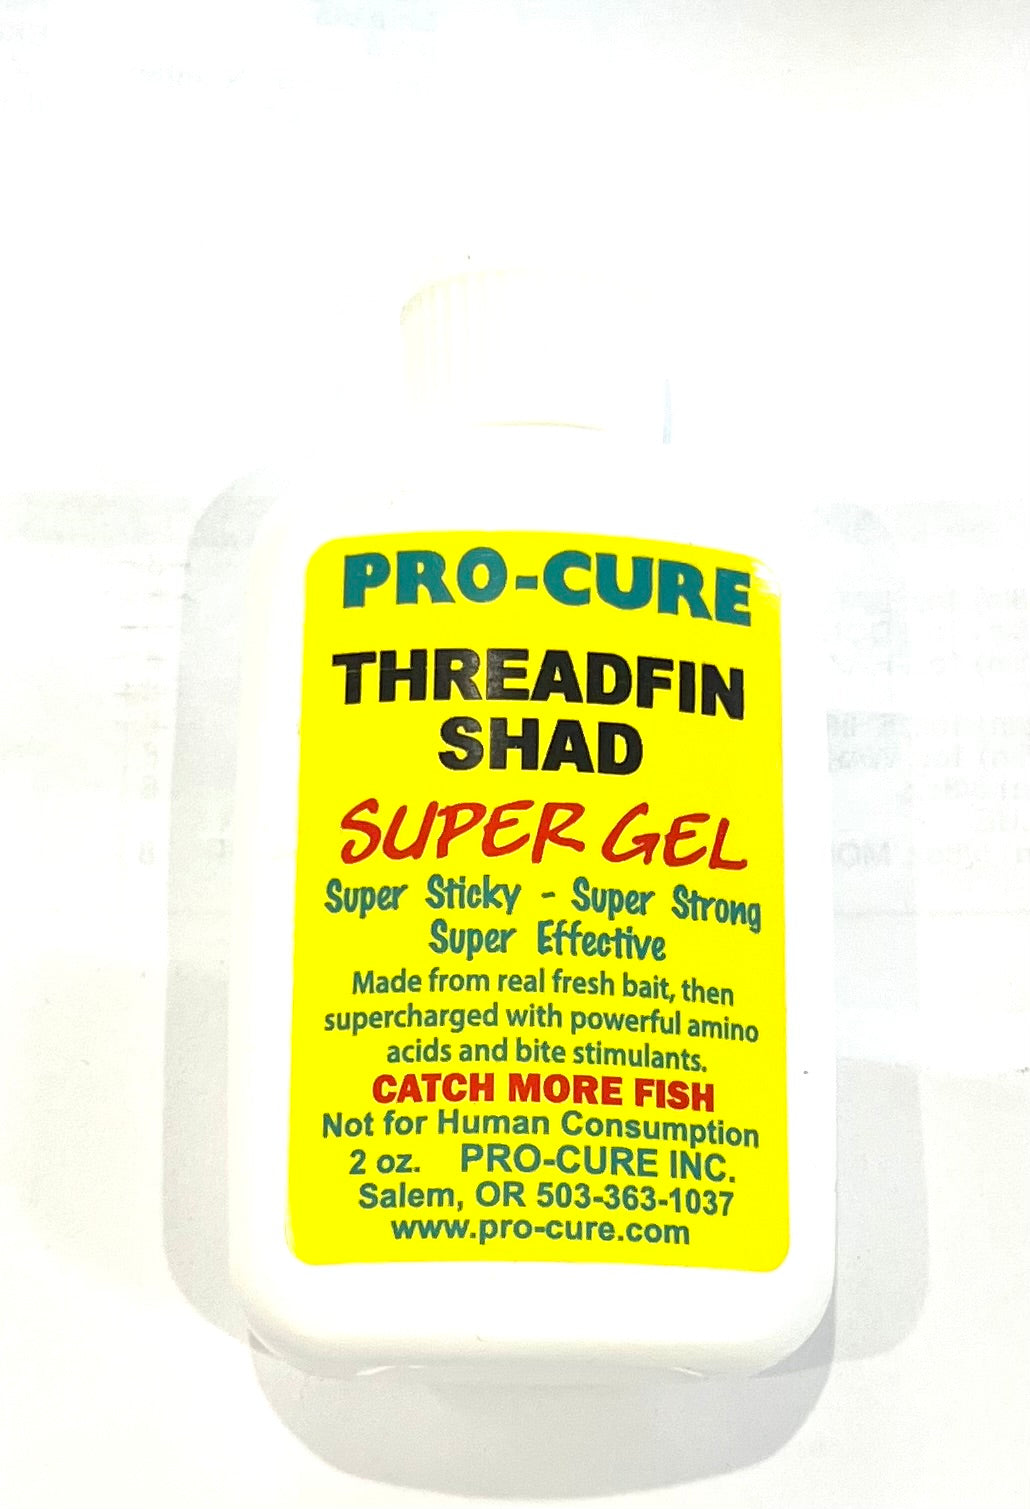 PRO-CURE
THREADFIN
SHAD
SUPER GEL
Super Sticky - Super Strong
Super Effective
Made from real fresh bait, then
supercharged with powerful amino
acids and bite stimulants.
CATCH MORE FISH
Not for Human Consumption
2 oz. PRO-CURE INC.
Salem, OR 503-363-1037
www.pro-cure.com